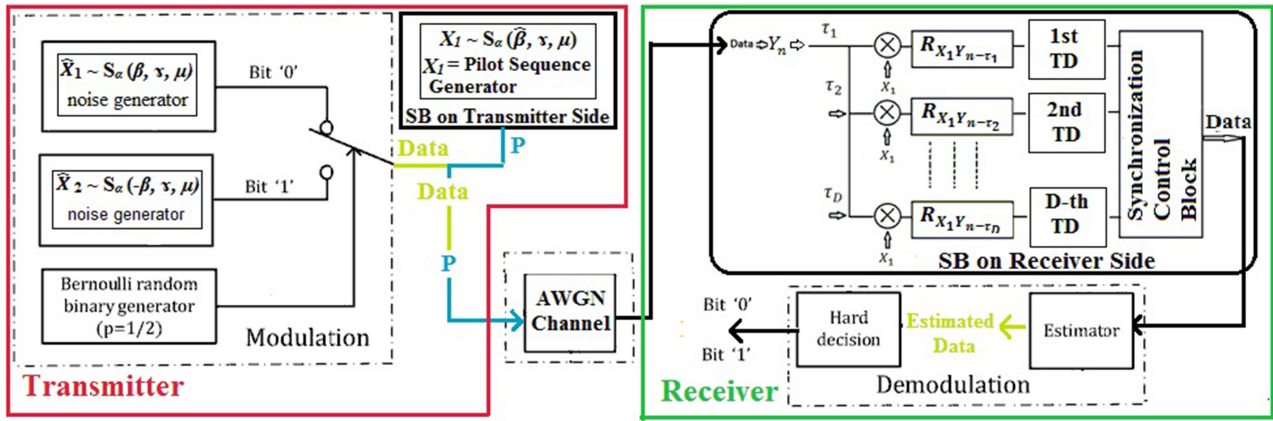 X̂₁ ~ Sα (β, ɤ, μ)
noise generator
Bit ‘0’
X̂ ₂ ~ Sα (-β, ɤ, μ)
noise generator
Bit ‘1’
Bernoulli random
binary generator
(p=1/2)
Modulation
Transmitter
X₁ ~ Sα (β̂, ɤ, μ)
X₁ = Pilot Sequence
Generator
SB on Transmitter Side
Data
P
Data
P
AWGN
Channel
Data ⇨Yₙ ⇨
τ₁
X₁
R X₁Yₙ₋τ₁
1st
TD
τ₂
X₁
R X₁Yₙ₋τ₂
2nd
TD
τD
X₁
R X₁Yₙ₋τD
D-th
TD
Synchronization
Control
Block
Data
SB on Receiver Side
Bit ‘0’
Bit ‘1’
Hard
decision
Estimated
Data
Estimator
Demodulation
Receiver